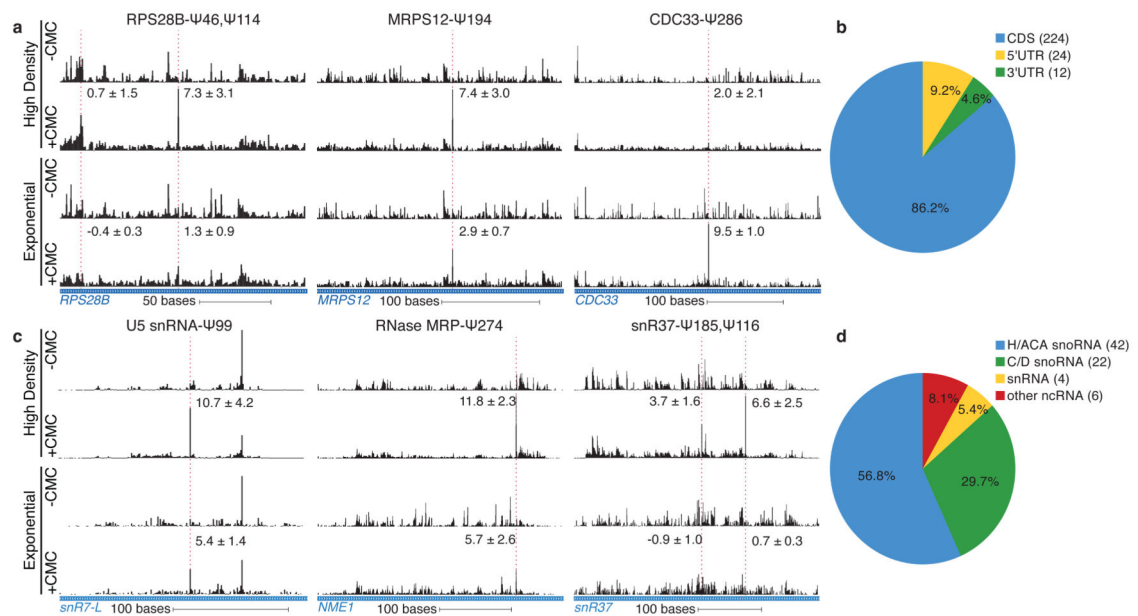 a
RPS28B-Ψ46,Ψ114
MRPS12-Ψ194
CDC33-Ψ286
High Density
-CMC
+CMC
0.7 ± 1.5
7.3 ± 3.1
7.4 ± 3.0
2.0 ± 2.1
Exponential
-CMC
+CMC
-0.4 ± 0.3
1.3 ± 0.9
2.9 ± 0.7
9.5 ± 1.0
RPS28B
50 bases
MRPS12
100 bases
CDC33
100 bases
b
CDS (224)
5'UTR (24)
3'UTR (12)
9.2%
4.6%
86.2%
c
U5 snRNA-Ψ99
RNase MRP-Ψ274
snR37-Ψ185,Ψ116
High Density
-CMC
+CMC
10.7 ± 4.2
11.8 ± 2.3
3.7 ± 1.6
6.6 ± 2.5
Exponential
-CMC
+CMC
5.4 ± 1.4
5.7 ± 2.6
-0.9 ± 1.0
0.7 ± 0.3
snR7-L
100 bases
NME1
100 bases
snR37
100 bases
d
H/ACA snoRNA (42)
C/D snoRNA (22)
snRNA (4)
other ncRNA (6)
8.1%
5.4%
56.8%
29.7%